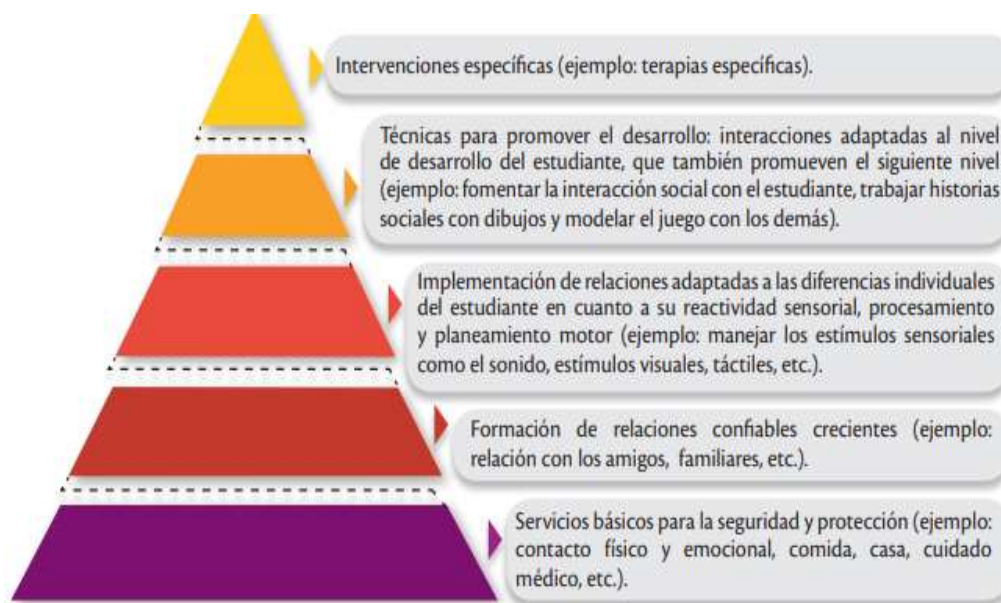 Intervenciones específicas (ejemplo: terapias específicas).
Técnicas para promover el desarrollo: interacciones adaptadas al nivel
de desarrollo del estudiante, que también promueven el siguiente nivel
(ejemplo: fomentar la interacción social con el estudiante, trabajar historias
sociales con dibujos y modelar el juego con los demás).
Implementación de relaciones adaptadas a las diferencias individuales
del estudiante en cuanto a su reactividad sensorial, procesamiento
y planeamiento motor (ejemplo: manejar los estímulos sensoriales
como el sonido, estímulos visuales, táctiles, etc.).
Formación de relaciones confiables crecientes (ejemplo:
relación con los amigos, familiares, etc.).
Servicios básicos para la seguridad y protección (ejemplo:
contacto físico y emocional, comida, casa, cuidado
médico, etc.).